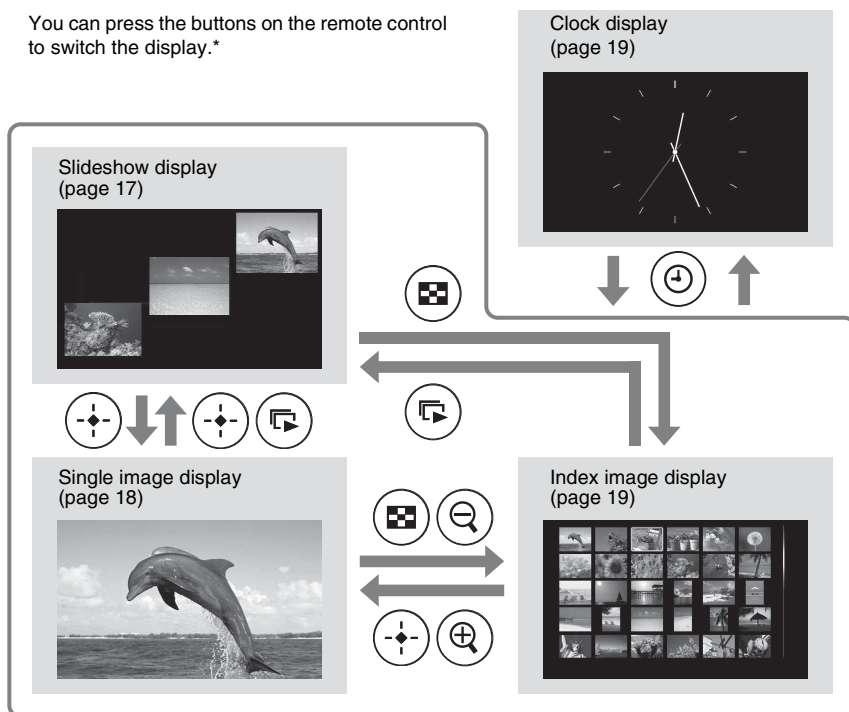 You can press the buttons on the remote control
to switch the display.*
Clock display
(page 19)
Slideshow display
(page 17)
Single image display
(page 18)
Index image display
(page 19)